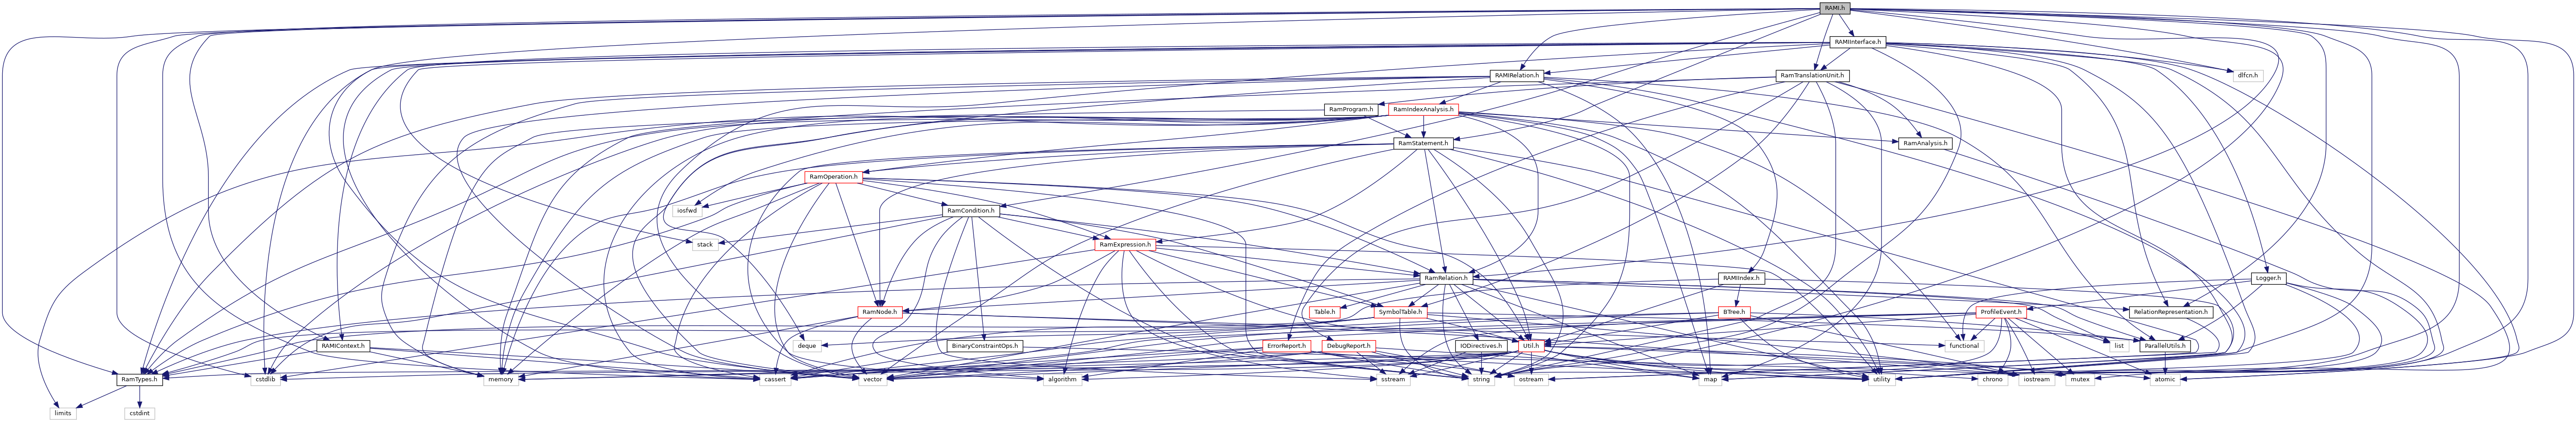 RAMI.h
RAMIInterface.h
RAMIRelation.h
RamTranslationUnit.h
dlfcn.h
RamProgram.h
RamIndexAnalysis.h
RamStatement.h
RamAnalysis.h
RamOperation.h
iosfwd
RamCondition.h
stack
RamExpression.h
RamRelation.h
RAMIIndex.h
Logger.h
RamNode.h
Table.h
SymbolTable.h
BTree.h
ProfileEvent.h
RelationRepresentation.h
RAMIContext.h
deque
BinaryConstraintOps.h
ErrorReport.h
DebugReport.h
IODirectives.h
Util.h
functional
list
ParallelUtils.h
RamTypes.h
cstdlib
memory
cassert
vector
algorithm
sstream
string
ostream
map
utility
chrono
iostream
mutex
atomic
limits
cstdint